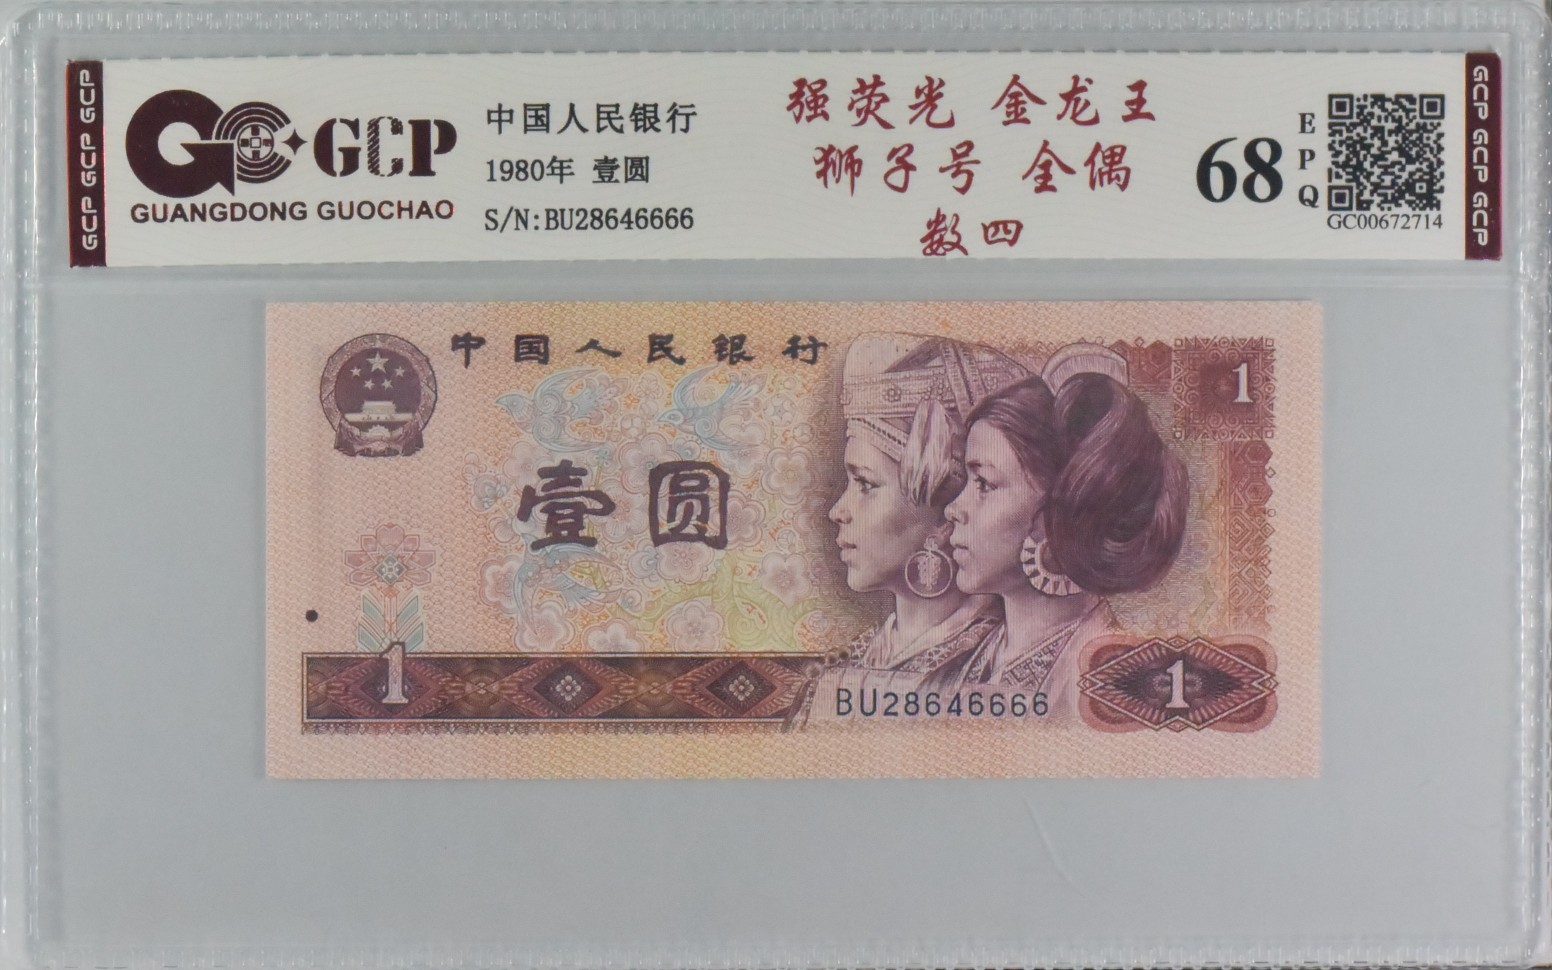 GCP GCP GCP
GCP
GUANGDONG GUOCHAO
中国人民银行
1980年 壹圆
S/N:BU28646666
强荧光 金龙王
狮子号 全偶
数四
68
EPQ
GC00672714
GCP GCP GCP
中国人民银行
1
壹圆
1
BU28646666
1